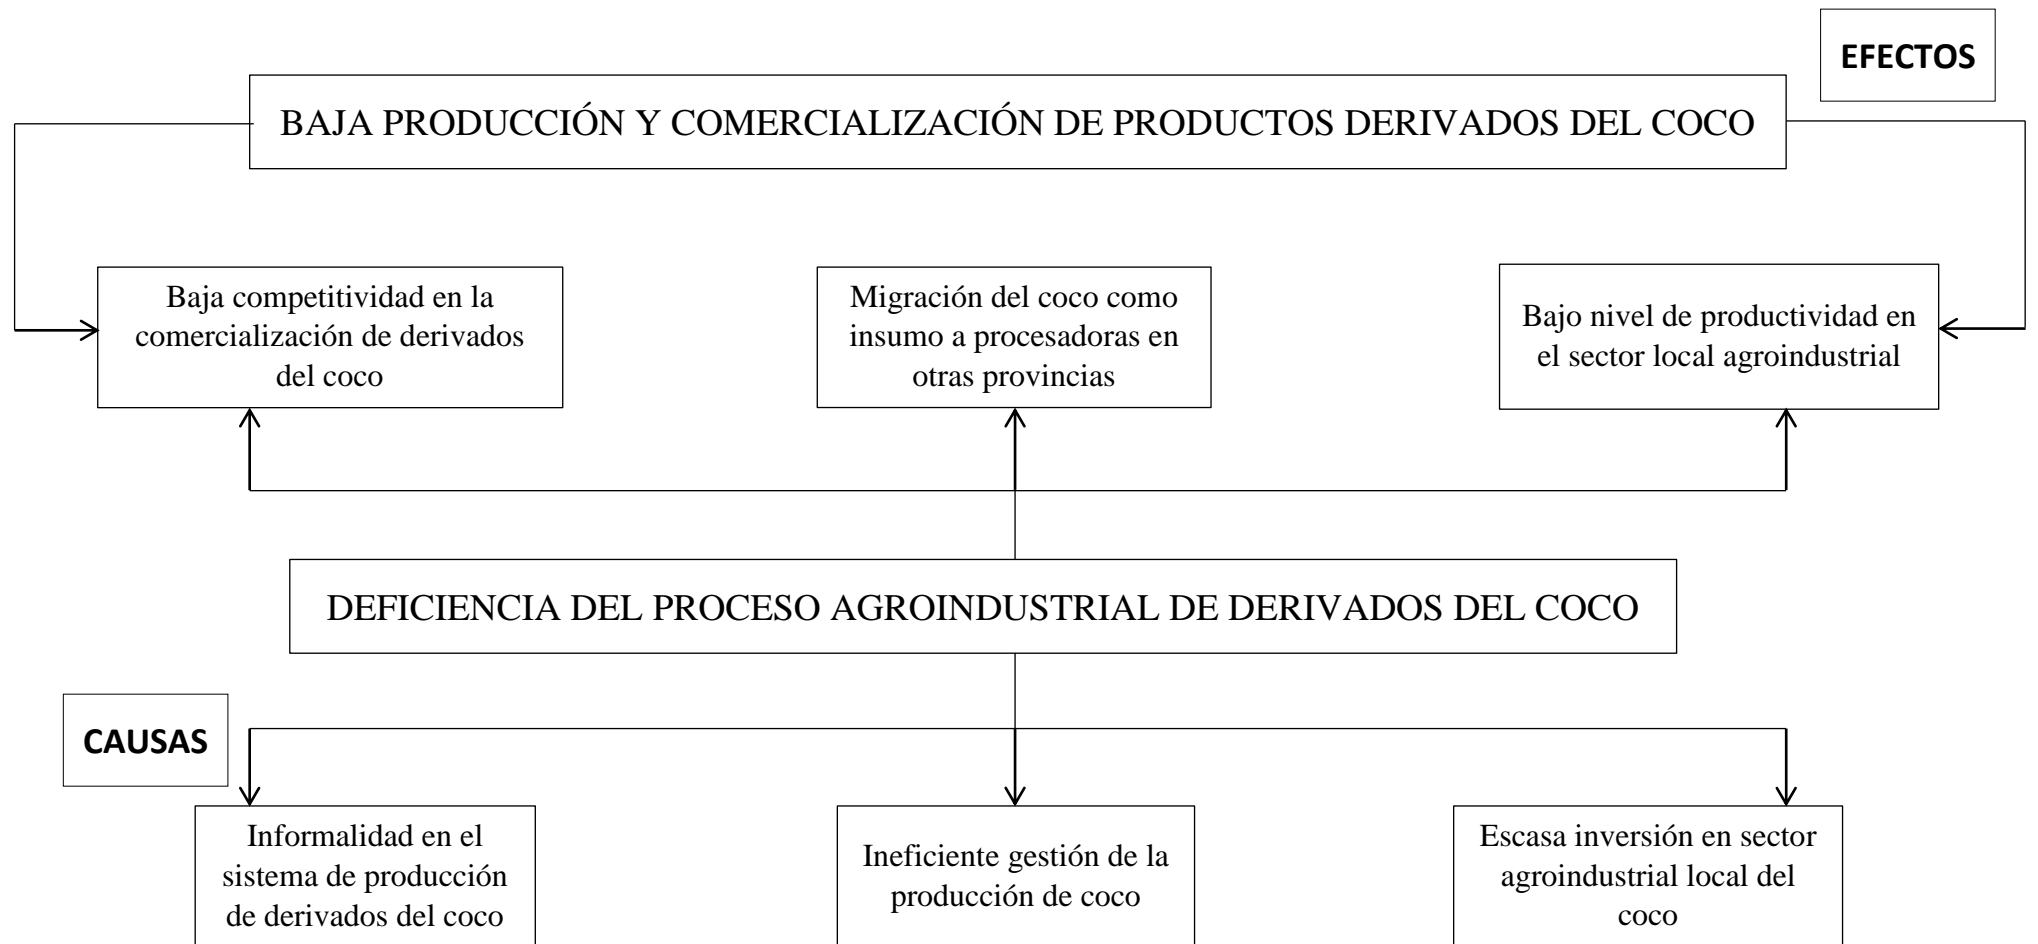 EFECTOS
BAJA PRODUCCIÓN Y COMERCIALIZACIÓN DE PRODUCTOS DERIVADOS DEL COCO
Baja competitividad en la
comercialización de derivados
del coco
Migración del coco como
insumo a procesadoras en
otras provincias
Bajo nivel de productividad en
el sector local agroindustrial
DEFICIENCIA DEL PROCESO AGROINDUSTRIAL DE DERIVADOS DEL COCO
CAUSAS
Informalidad en el
sistema de producción
de derivados del coco
Ineficiente gestión de la
producción de coco
Escasa inversión en sector
agroindustrial local del
coco